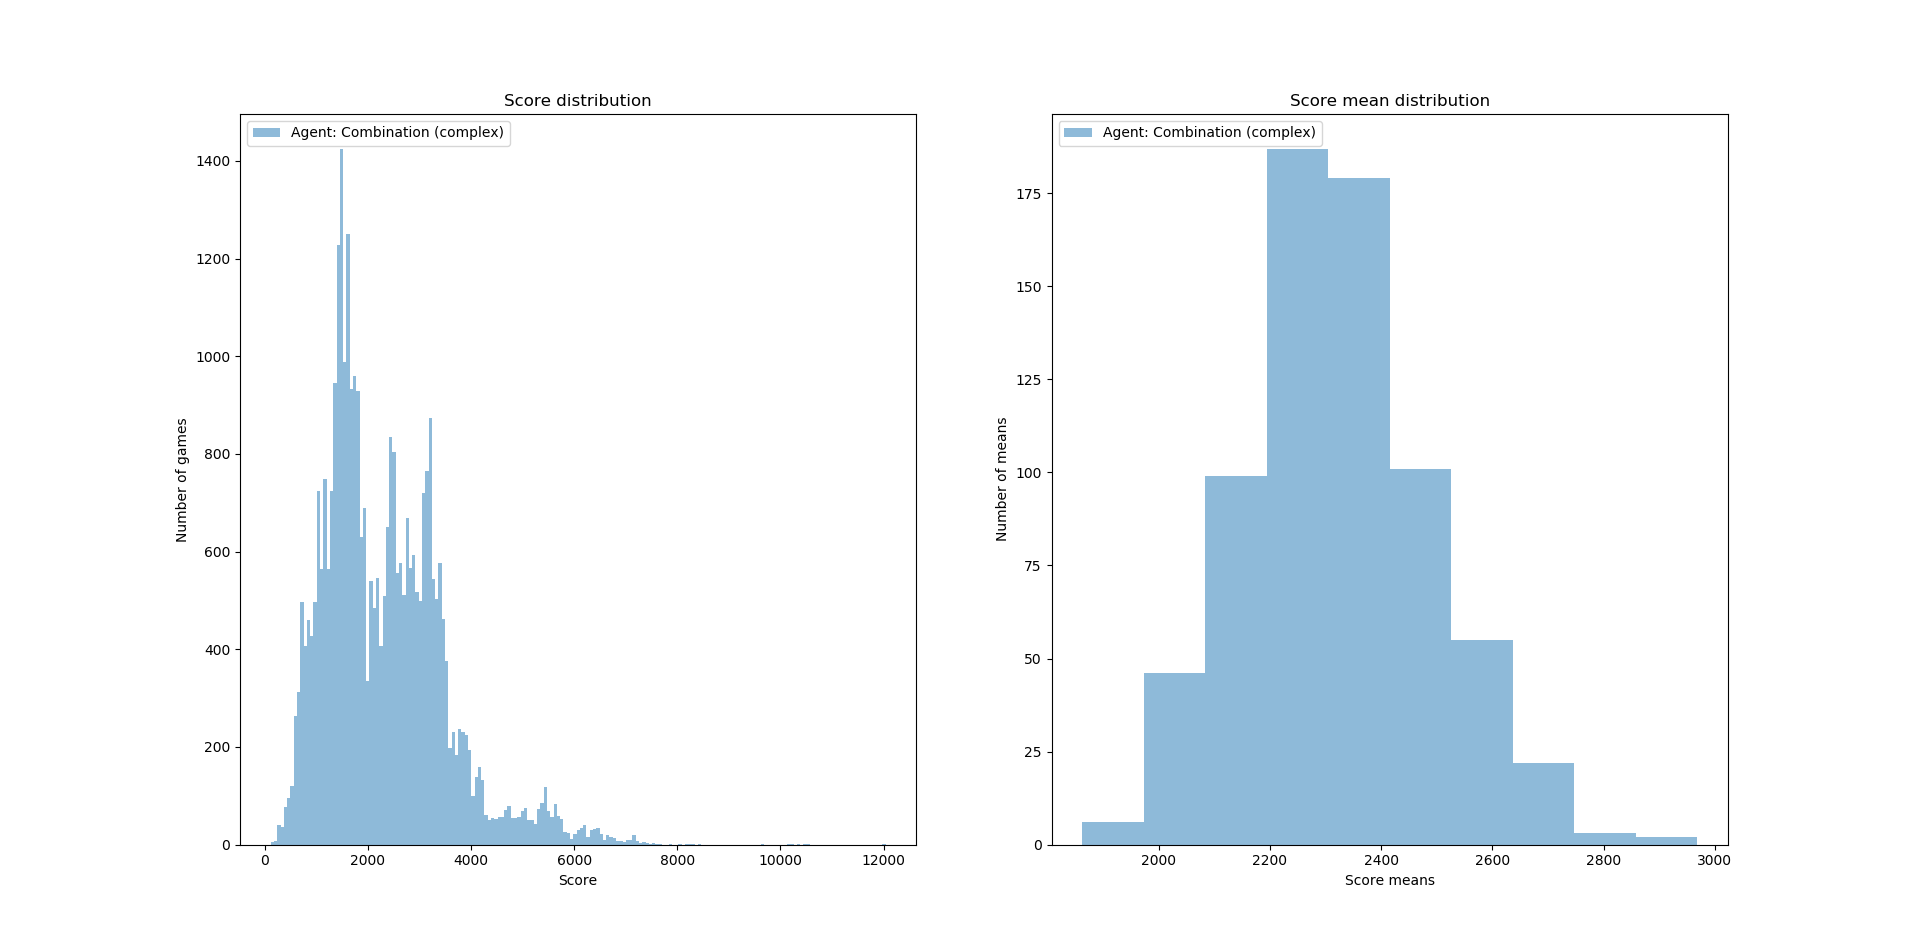 Score distribution
Agent: Combination (complex)
1400
1200
1000
800
600
400
200
0
Number of games
0 2000 4000 6000 8000 10000 12000
Score
Score mean distribution
Agent: Combination (complex)
175
150
125
100
75
50
25
0
Number of means
2000 2200 2400 2600 2800 3000
Score means